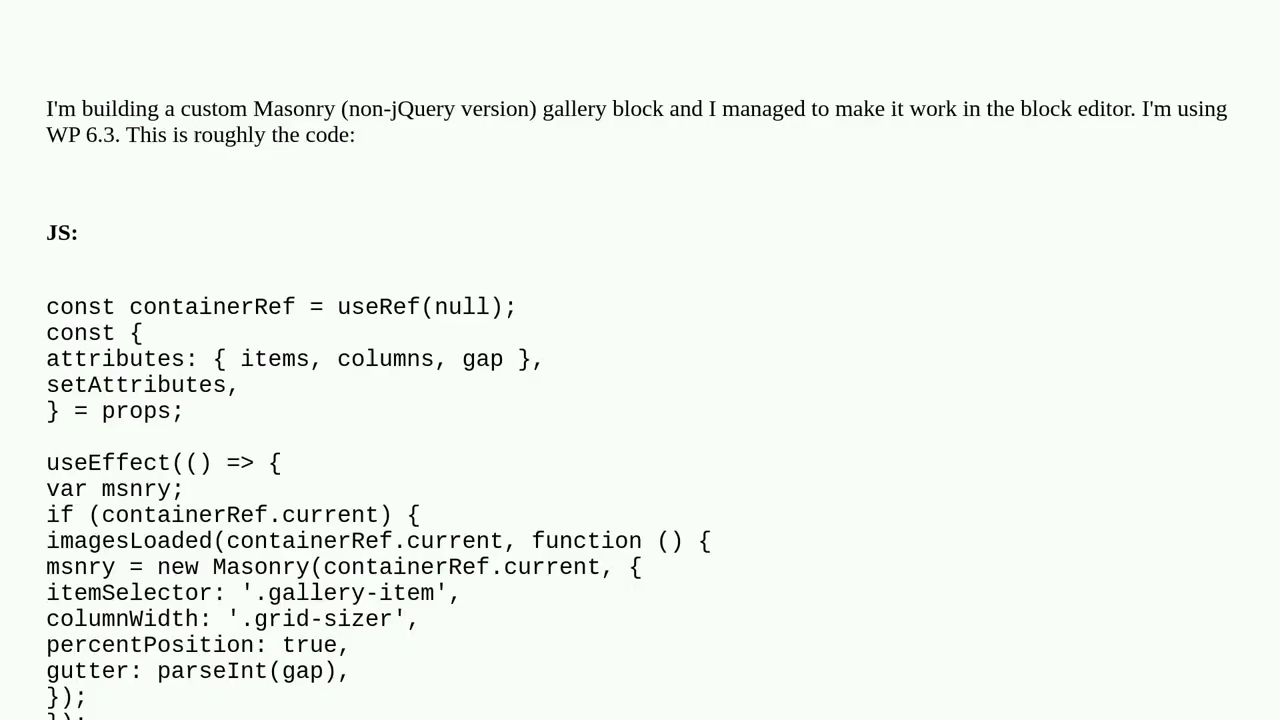 I'm building a custom Masonry (non-jQuery version) gallery block and I managed to make it work in the block editor. I'm using
WP 6.3. This is roughly the code:
JS:
const containerRef = useRef(null);
const {
attributes: { items, columns, gap },
setAttributes,
} = props;
useEffect(() => {
var msnry;
if (containerRef.current) {
imagesLoaded(containerRef.current, function () {
msnry = new Masonry(containerRef.current, {
itemSelector: '.gallery-item',
columnWidth: '.grid-sizer',
percentPosition: true,
gutter: parseInt(gap),
});
});